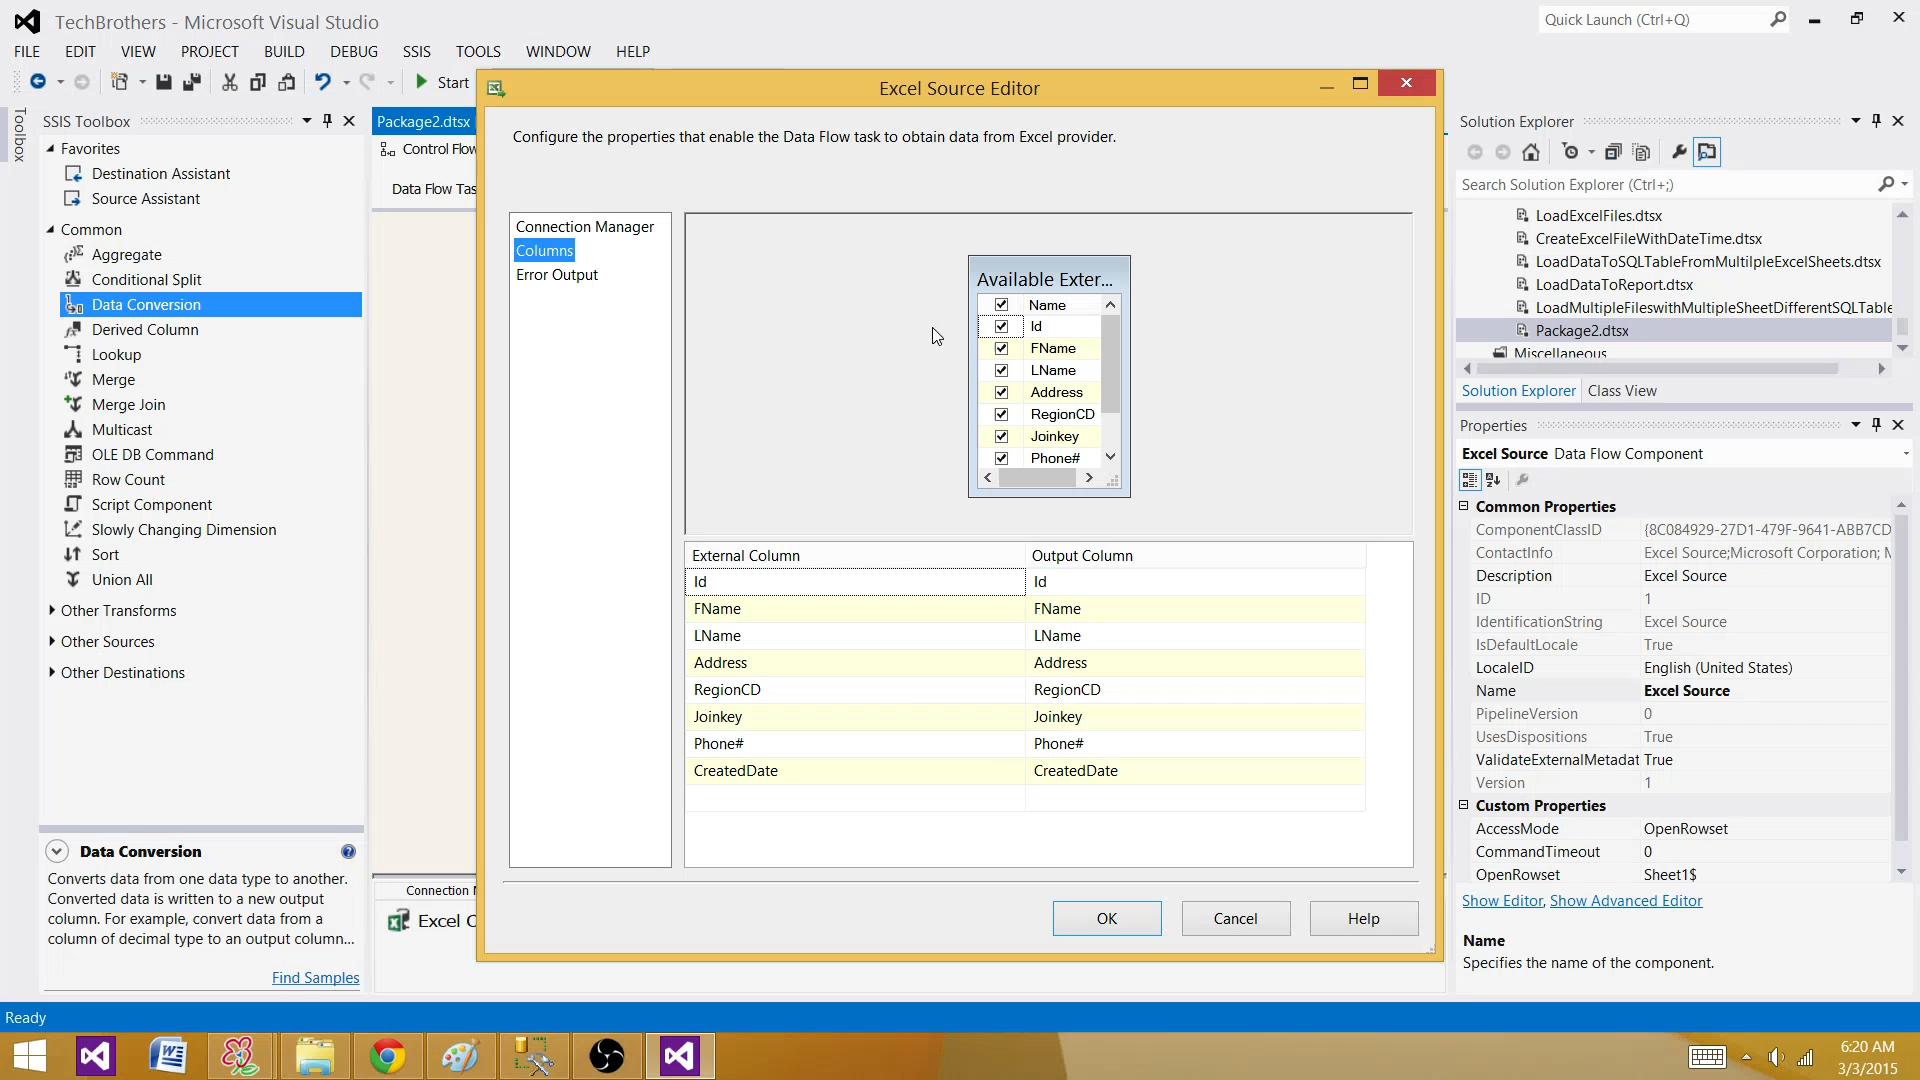 TechBrothers - Microsoft Visual Studio
Quick Launch (Ctrl+Q)
FILE EDIT VIEW PROJECT BUILD DEBUG SSIS TOOLS WINDOW HELP
Start
Toolbox
SSIS Toolbox
Favorites
Destination Assistant
Source Assistant
Common
Aggregate
Conditional Split
Data Conversion
Derived Column
Lookup
Merge
Merge Join
Multicast
OLE DB Command
Row Count
Script Component
Slowly Changing Dimension
Sort
Union All
Other Transforms
Other Sources
Other Destinations
Data Conversion
Converts data from one data type to another.
Converted data is written to a new output
column. For example, convert data from a
column of decimal type to an output column...
Find Samples
Package2.dtsx
Control Flow
Data Flow Tas
Connection M
Excel C
Excel Source Editor
Configure the properties that enable the Data Flow task to obtain data from Excel provider.
Connection Manager
Columns
Error Output
Available Exter...
Name
Id
FName
LName
Address
RegionCD
Joinkey
Phone#
External Column Output Column
Id Id
FName FName
LName LName
Address Address
RegionCD RegionCD
Joinkey Joinkey
Phone# Phone#
CreatedDate CreatedDate
OK Cancel Help
Solution Explorer
Search Solution Explorer (Ctrl+;)
LoadExcelFiles.dtsx
CreateExcelFileWithDateTime.dtsx
LoadDataToSQLTableFromMultilpleExcelSheets.dtsx
LoadDataToReport.dtsx
LoadMultipleFileswithMultipleSheetDifferentSQLTable
Package2.dtsx
Miscellaneous
Solution Explorer Class View
Properties
Excel Source Data Flow Component
Common Properties
ComponentClassID {8C084929-27D1-479F-9641-ABB7CD
ContactInfo Excel Source;Microsoft Corporation; M
Description Excel Source
ID 1
IdentificationString Excel Source
IsDefaultLocale True
LocaleID English (United States)
Name Excel Source
PipelineVersion 0
UsesDispositions True
ValidateExternalMetadat True
Version 1
Custom Properties
AccessMode OpenRowset
CommandTimeout 0
OpenRowset Sheet1$
Show Editor, Show Advanced Editor
Name
Specifies the name of the component.
Ready
6:20 AM
3/3/2015